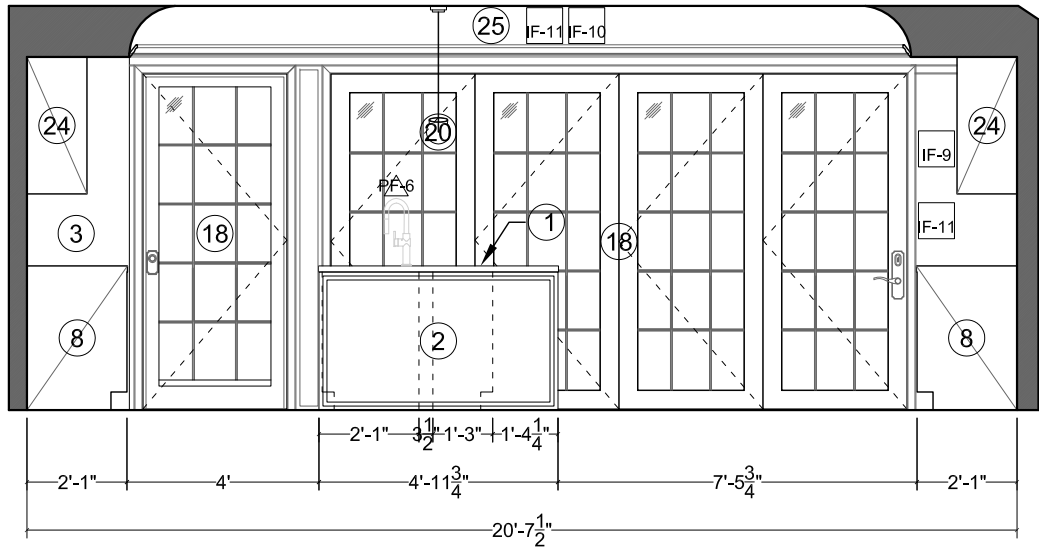 25 IF-11 IF-10
24 20 24
IF-9
PF-6
3 18 1 18 IF-11
8 2 8
2'-1" 3 1/2" 1'-3" 1'-4 1/4"
2'-1" 4' 4'-11 3/4" 7'-5 3/4" 2'-1"
20'-7 1/2"